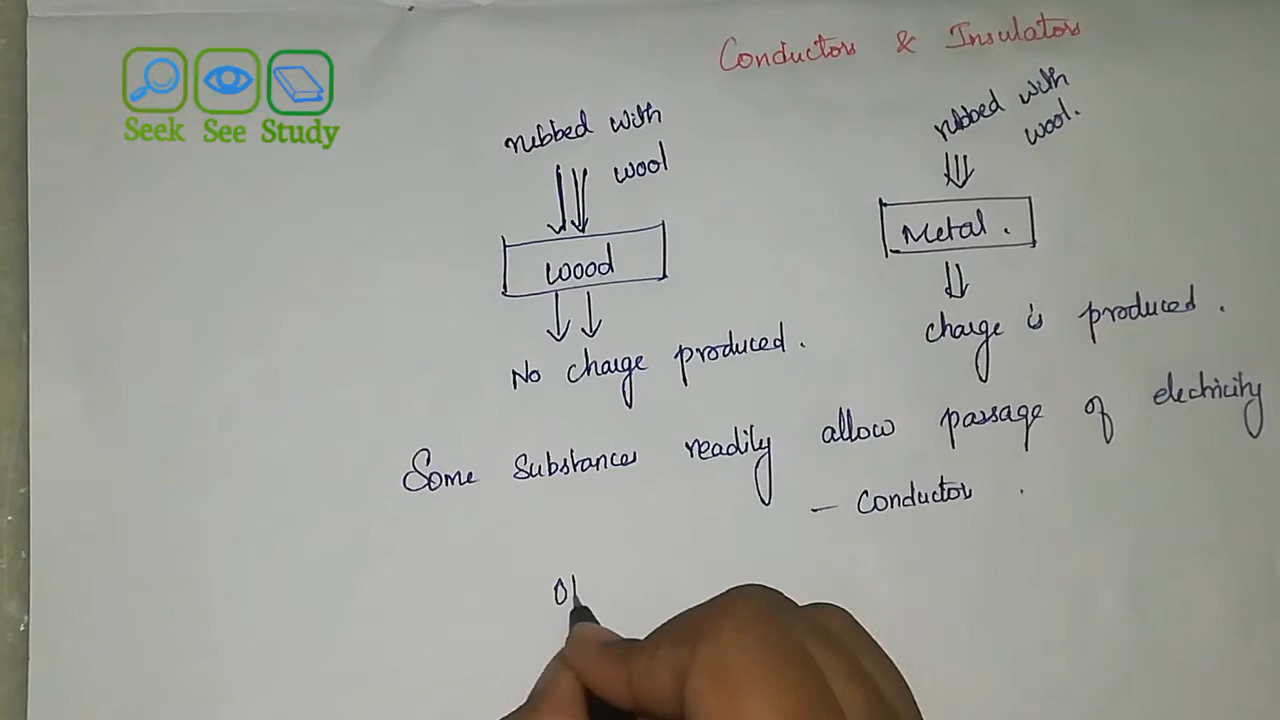 Conductors & Insulators
Seek See Study
rubbed with
wool
wood
No charge produced.
rubbed with
wool.
Metal.
charge is produced.
Some substances readily allow passage of electricity
– Conductor.